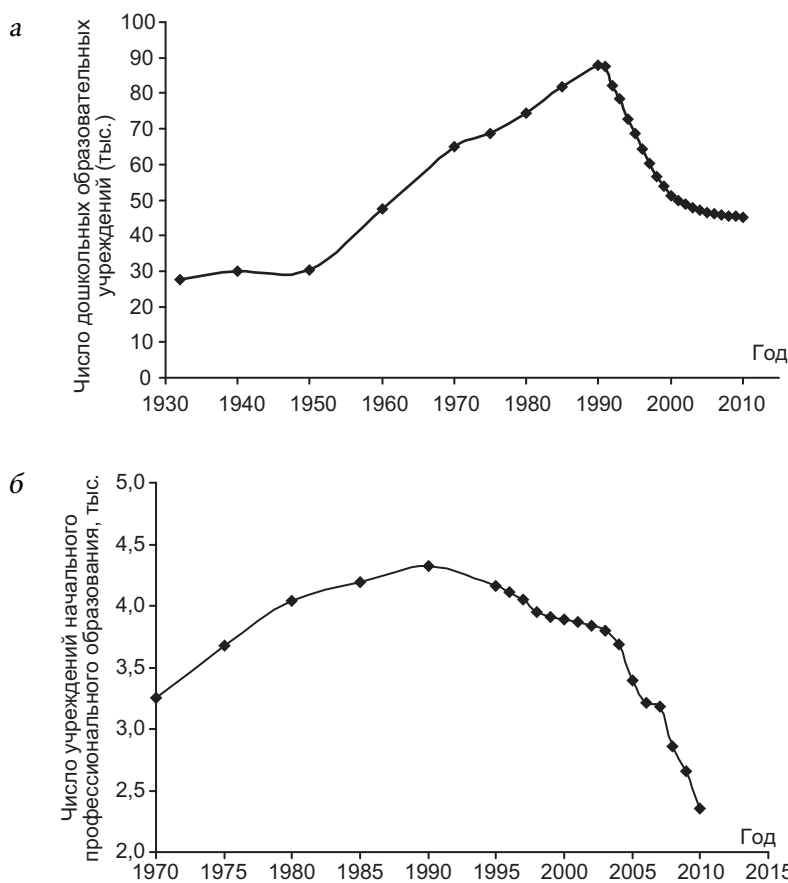 а
Число дошкольных образовательных
учреждений (тыс.)
100
90
80
70
60
50
40
30
20
10
0
Год
1930 1940 1950 1960 1970 1980 1990 2000 2010
б
Число учреждений начального
профессионального образования, тыс.
5,0
4,5
4,0
3,5
3,0
2,5
2,0
Год
1970 1975 1980 1985 1990 1995 2000 2005 2010 2015